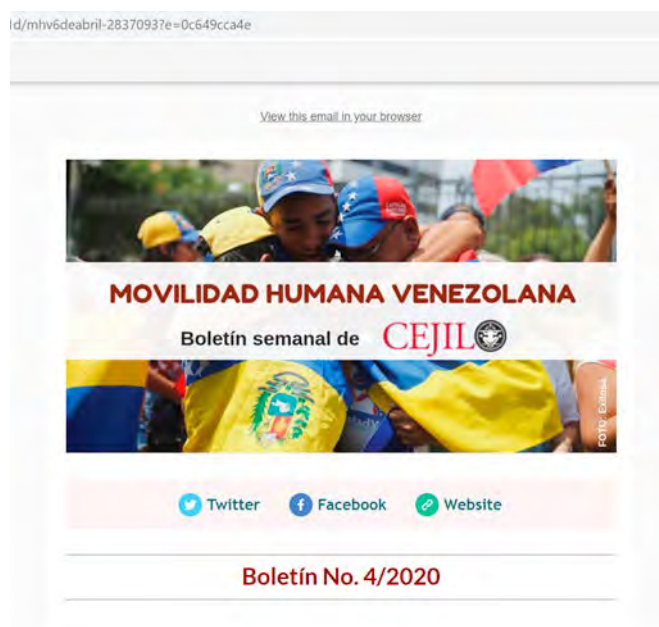 d/mhv6deabril-2837093?e=0c649cca4e
View this email in your browser
MOVILIDAD HUMANA VENEZOLANA
Boletín semanal de CEJIL
FOTO: Exitosa
Twitter Facebook Website
Boletín No. 4/2020